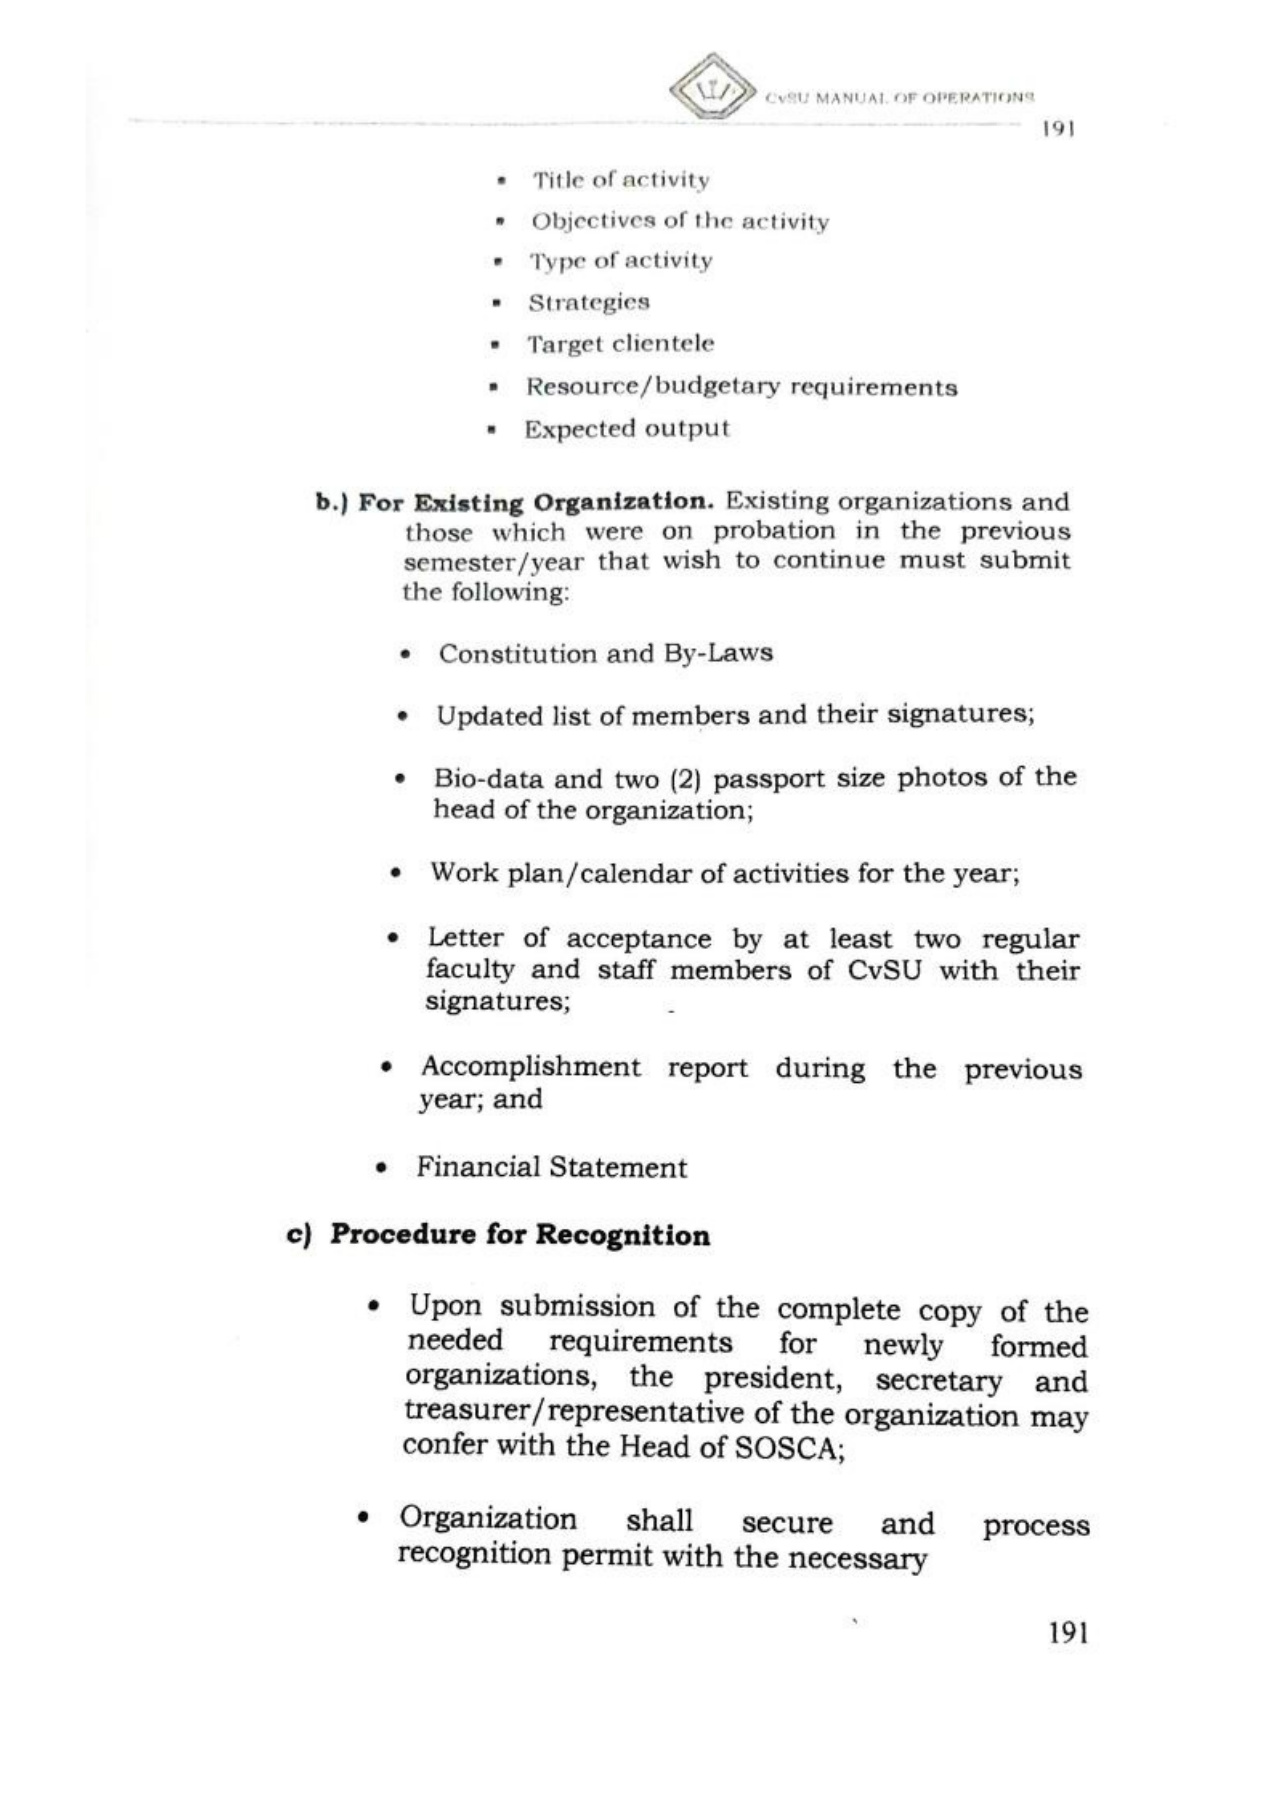 CvSU MANUAL OF OPERATIONS
191
▪ Title of activity
▪ Objectives of the activity
▪ Type of activity
▪ Strategies
▪ Target clientele
▪ Resource/budgetary requirements
▪ Expected output
b.) For Existing Organization. Existing organizations and
those which were on probation in the previous
semester/year that wish to continue must submit
the following:
• Constitution and By-Laws
• Updated list of members and their signatures;
• Bio-data and two (2) passport size photos of the
head of the organization;
• Work plan/calendar of activities for the year;
• Letter of acceptance by at least two regular
faculty and staff members of CvSU with their
signatures;
• Accomplishment report during the previous
year; and
• Financial Statement
c) Procedure for Recognition
• Upon submission of the complete copy of the
needed requirements for newly formed
organizations, the president, secretary and
treasurer/representative of the organization may
confer with the Head of SOSCA;
• Organization shall secure and process
recognition permit with the necessary
191